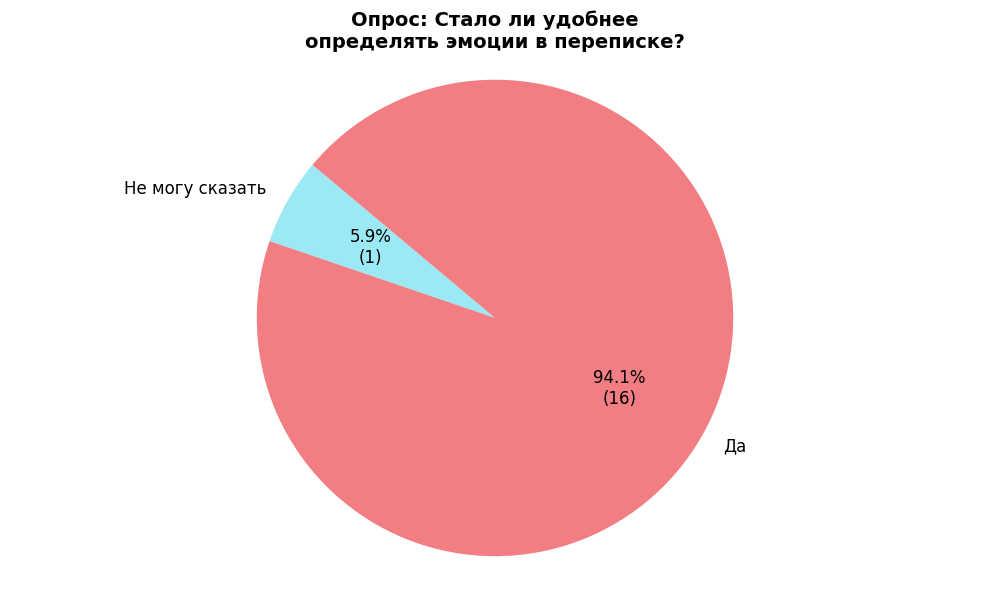 Опрос: Стало ли удобнее
определять эмоции в переписке?
Не могу сказать
5.9%
(1)
94.1%
(16)
Да